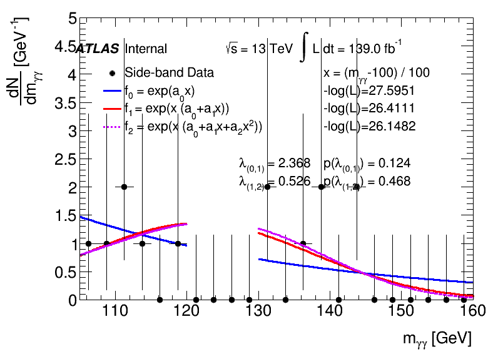 dN/dm_γγ [GeV⁻¹]
ATLAS Internal
√s = 13 TeV ∫ L dt = 139.0 fb⁻¹
Side-band Data
x = (m_γγ-100) / 100
f₀ = exp(a₀x)
-log(L)=27.5951
f₁ = exp(x (a₀+a₁x))
-log(L)=26.4111
f₂ = exp(x (a₀+a₁x+a₂x²))
-log(L)=26.1482
λ_(0,1) = 2.368 p(λ_(0,1)) = 0.124
λ_(1,2) = 0.526 p(λ_(1,2)) = 0.468
5
4.5
4
3.5
3
2.5
2
1.5
1
0.5
0
110 120 130 140 150 160
m_γγ [GeV]